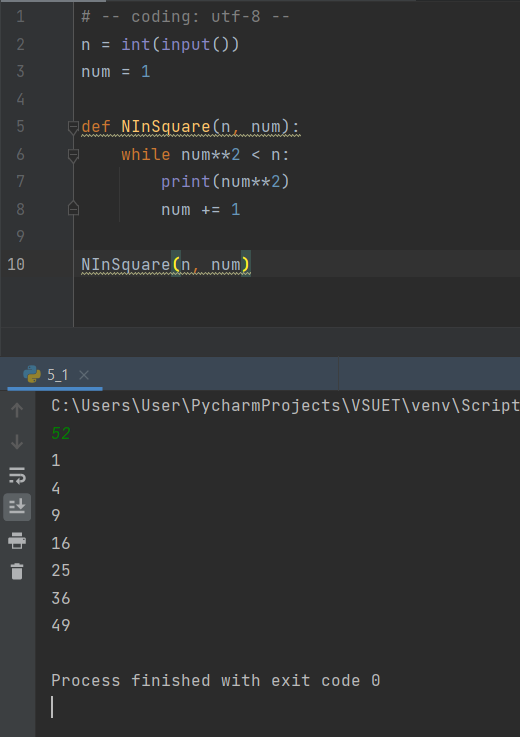 1 # -- coding: utf-8 --
2 n = int(input())
3 num = 1
4
5 def NInSquare(n, num):
6 while num**2 < n:
7 print(num**2)
8 num += 1
9
10 NInSquare(n, num)
5_1
C:\Users\User\PycharmProjects\VSUET\venv\Script
52
1
4
9
16
25
36
49
Process finished with exit code 0